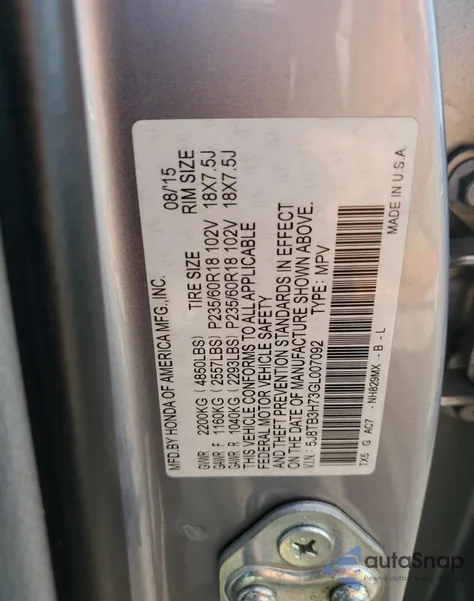 MFD.BY HONDA OF AMERICA MFG.,INC. 08/'15
TIRE SIZE RIM SIZE
GVWR 2200KG (4850LBS)
GAWR F 1160KG (2557LBS) P235/60R18 102V 18X7.5J
GAWR R 1040KG (2293LBS) P235/60R18 102V 18X7.5J
THIS VEHICLE CONFORMS TO ALL APPLICABLE
FEDERAL MOTOR VEHICLE SAFETY
AND THEFT PREVENTION STANDARDS IN EFFECT
ON THE DATE OF MANUFACTURE SHOWN ABOVE.
V.I.N: 5J8TB3H73GL007092 TYPE: MPV
TX5 G AC7 - NH829MX - B - L
MADE IN U.S.A.
autaSnap